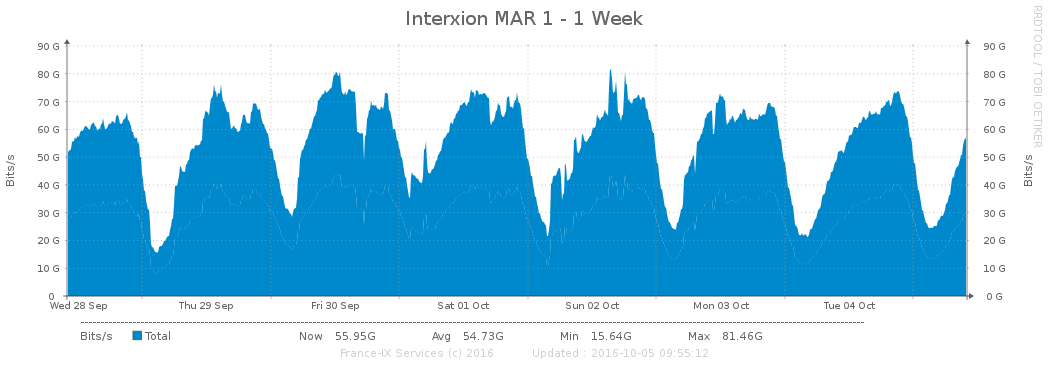 Interxion MAR 1 - 1 Week
RRDTOOL / TOBI OETIKER
Bits/s
90 G
80 G
70 G
60 G
50 G
40 G
30 G
20 G
10 G
0
90 G
80 G
70 G
60 G
50 G
40 G
30 G
20 G
10 G
0 G
Bits/s
Wed 28 Sep Thu 29 Sep Fri 30 Sep Sat 01 Oct Sun 02 Oct Mon 03 Oct Tue 04 Oct
Bits/s Total Now 55.95G Avg 54.73G Min 15.64G Max 81.46G
France-IX Services (c) 2016 Updated : 2016-10-05 09:55:12